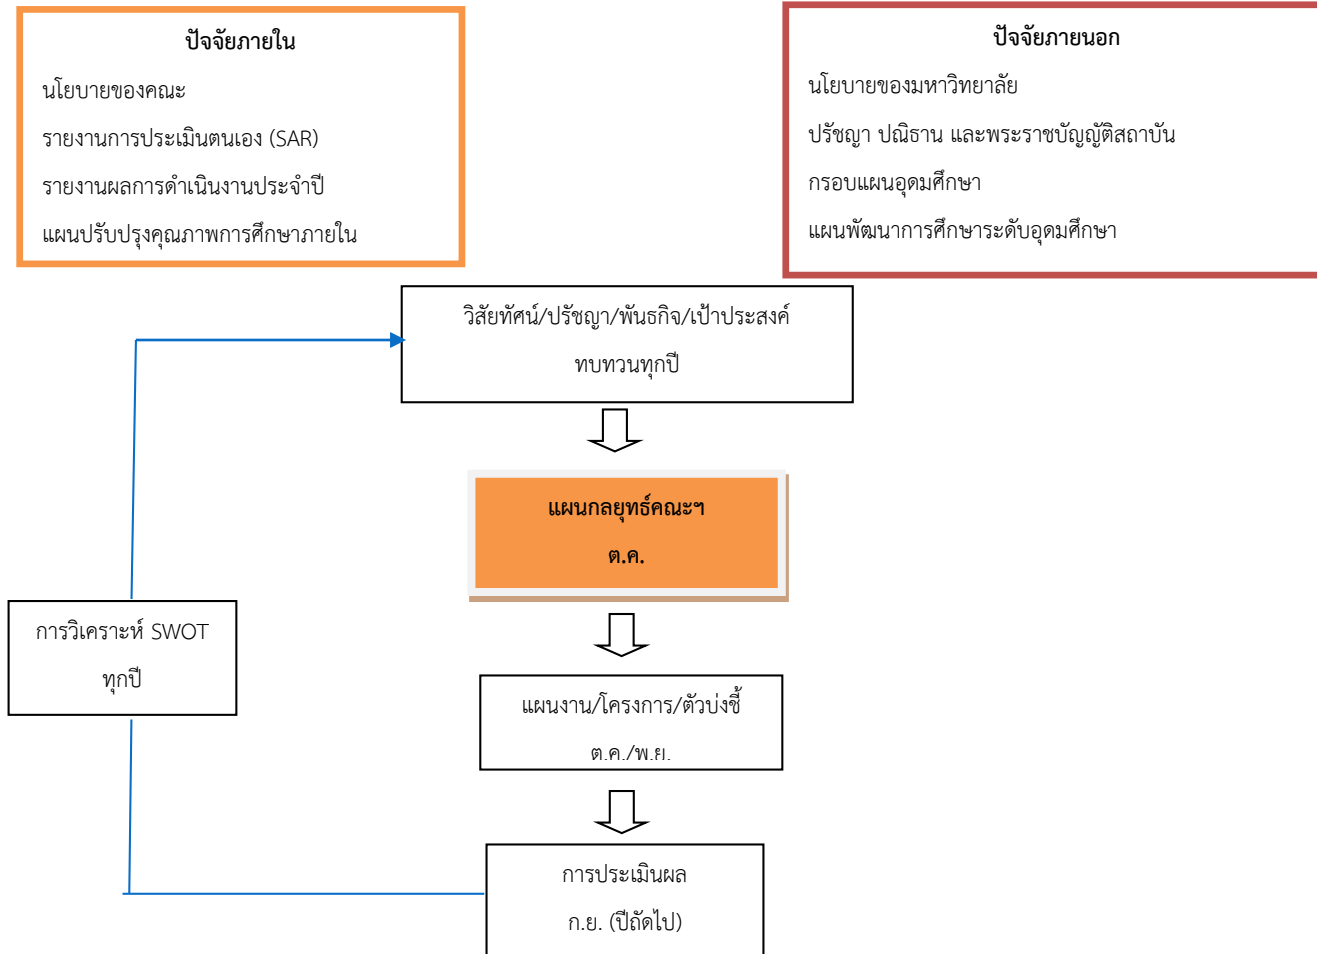 ปัจจัยภายใน
นโยบายของคณะ
รายงานการประเมินตนเอง (SAR)
รายงานผลการดำเนินงานประจำปี
แผนปรับปรุงคุณภาพการศึกษาภายใน
ปัจจัยภายนอก
นโยบายของมหาวิทยาลัย
ปรัชญา ปณิธาน และพระราชบัญญัติสถาบัน
กรอบแผนอุดมศึกษา
แผนพัฒนาการศึกษาระดับอุดมศึกษา
วิสัยทัศน์/ปรัชญา/พันธกิจ/เป้าประสงค์
ทบทวนทุกปี
แผนกลยุทธ์คณะฯ
ต.ค.
การวิเคราะห์ SWOT
ทุกปี
แผนงาน/โครงการ/ตัวบ่งชี้
ต.ค./พ.ย.
การประเมินผล
ก.ย. (ปีถัดไป)